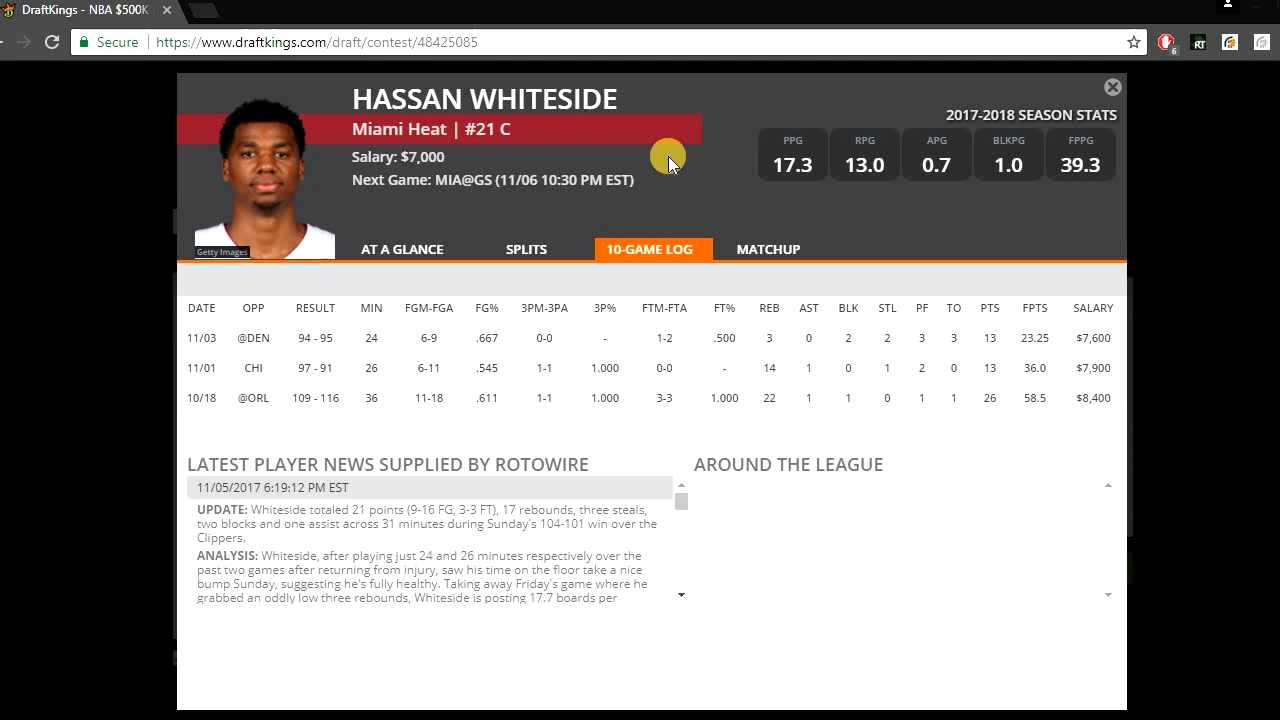 DraftKings - NBA $500K
Secure https://www.draftkings.com/draft/contest/48425085
6
RT
HASSAN WHITESIDE
Miami Heat | #21 C
Salary: $7,000
Next Game: MIA@GS (11/06 10:30 PM EST)
2017-2018 SEASON STATS
PPG RPG APG BLKPG FPPG
17.3 13.0 0.7 1.0 39.3
Getty Images
AT A GLANCE SPLITS 10-GAME LOG MATCHUP
DATE OPP RESULT MIN FGM-FGA FG% 3PM-3PA 3P% FTM-FTA FT% REB AST BLK STL PF TO PTS FPTS SALARY
11/03 @DEN 94 - 95 24 6-9 .667 0-0 - 1-2 .500 3 0 2 2 3 3 13 23.25 $7,600
11/01 CHI 97 - 91 26 6-11 .545 1-1 1.000 0-0 - 14 1 0 1 2 0 13 36.0 $7,900
10/18 @ORL 109 - 116 36 11-18 .611 1-1 1.000 3-3 1.000 22 1 1 0 1 1 26 58.5 $8,400
LATEST PLAYER NEWS SUPPLIED BY ROTOWIRE
11/05/2017 6:19:12 PM EST
UPDATE: Whiteside totaled 21 points (9-16 FG, 3-3 FT), 17 rebounds, three steals,
two blocks and one assist across 31 minutes during Sunday's 104-101 win over the
Clippers.
ANALYSIS: Whiteside, after playing just 24 and 26 minutes respectively over the
past two games after returning from injury, saw his time on the floor take a nice
bump Sunday, suggesting he's fully healthy. Taking away Friday's game where he
grabbed an oddly low three rebounds, Whiteside is posting 17.7 boards per
AROUND THE LEAGUE